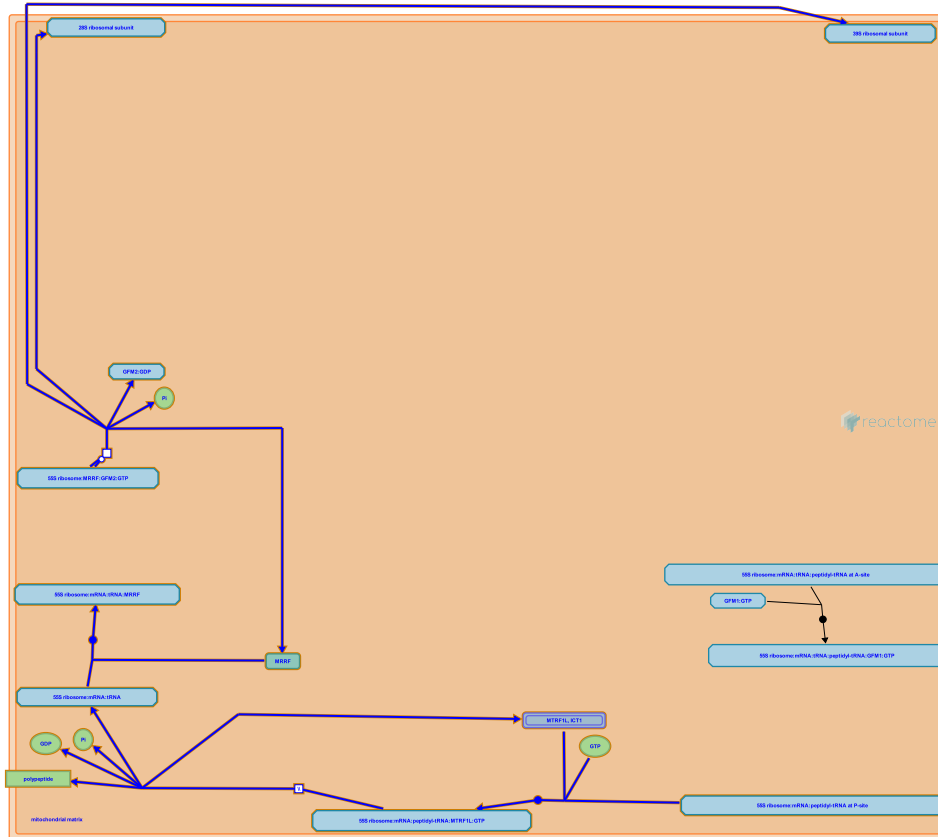 28S ribosomal subunit
39S ribosomal subunit
GFM2:GDP
Pi
reactome
55S ribosome:MRRF:GFM2:GTP
55S ribosome:mRNA:tRNA:peptidyl-tRNA at A-site
55S ribosome:mRNA:tRNA:MRRF
GFM1:GTP
55S ribosome:mRNA:tRNA:peptidyl-tRNA:GFM1:GTP
MRRF
55S ribosome:mRNA:tRNA
MTRF1L, ICT1
GDP
Pi
GTP
polypeptide
55S ribosome:mRNA:peptidyl-tRNA at P-site
mitochondrial matrix
55S ribosome:mRNA:peptidyl-tRNA:MTRF1L:GTP